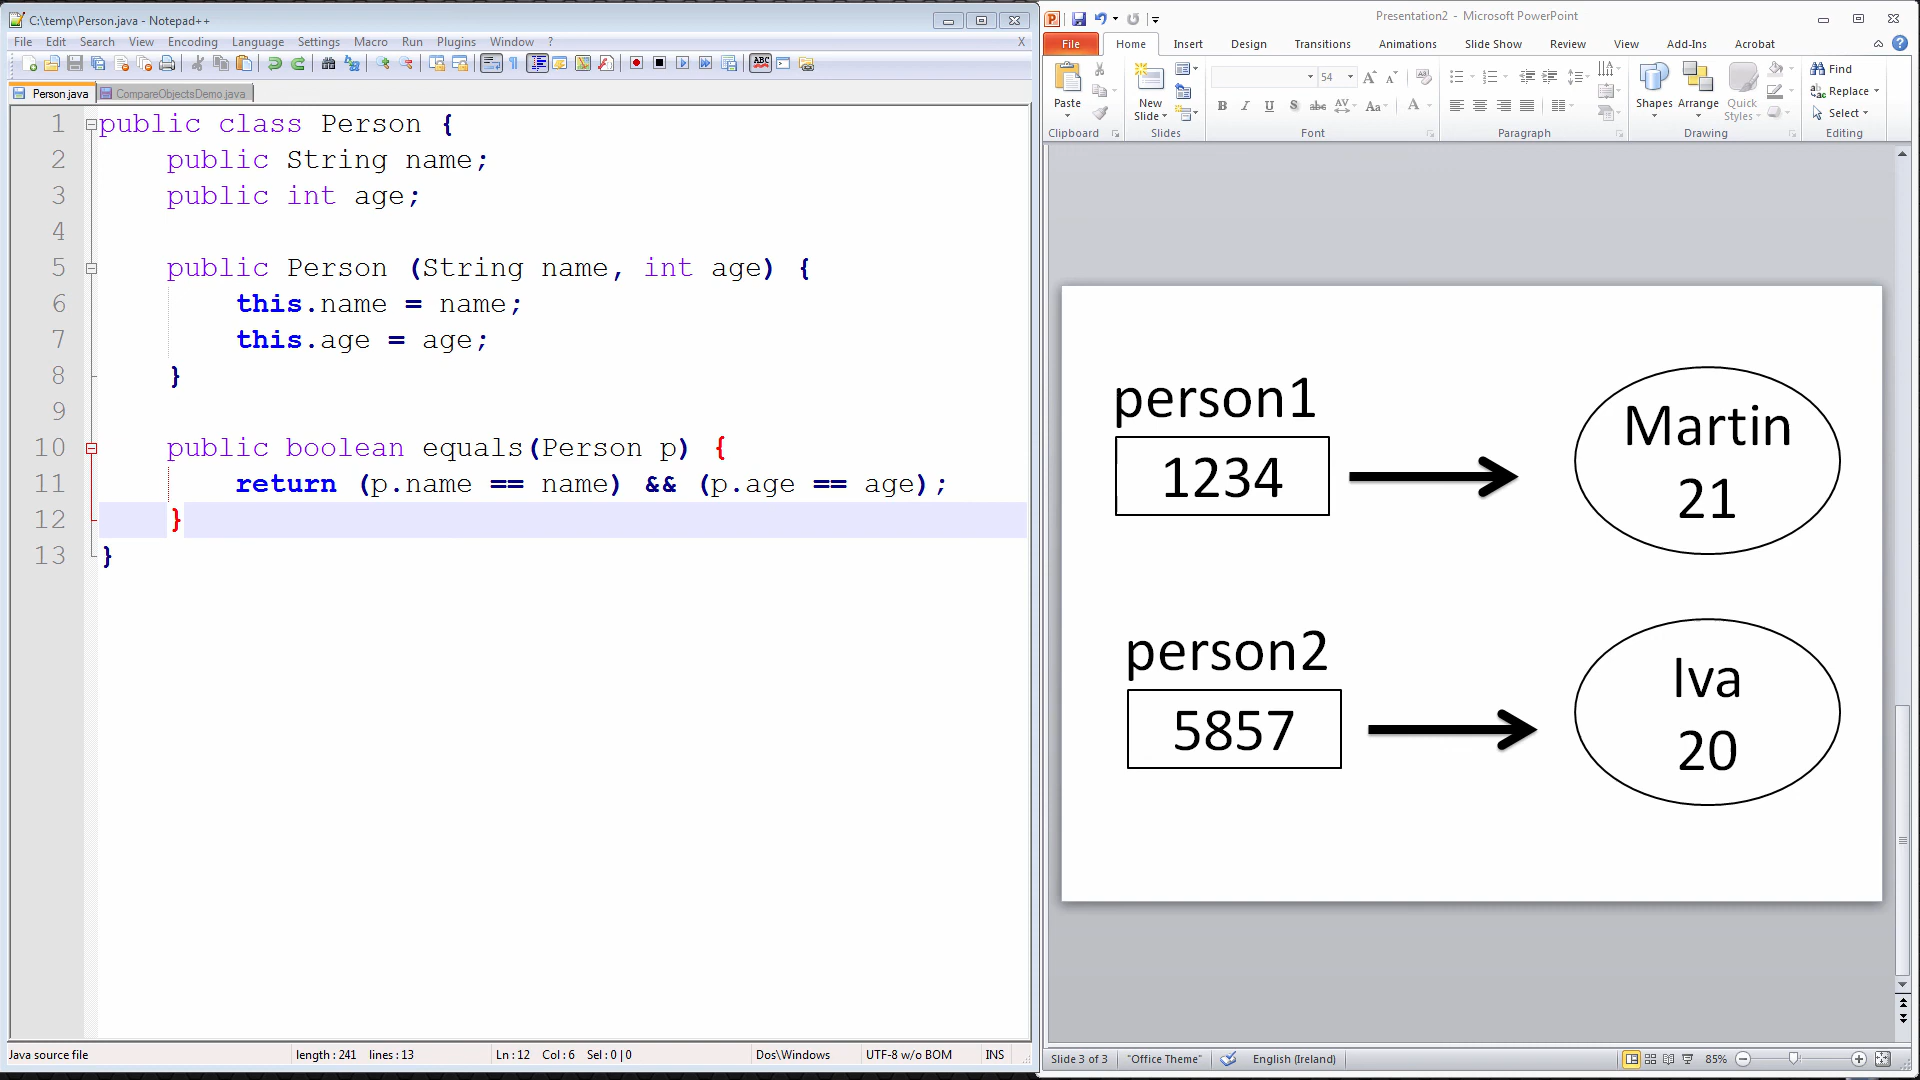 C:\temp\Person.java - Notepad++
File Edit Search View Encoding Language Settings Macro Run Plugins Window ? X
Person.java CompareObjectsDemo.java
1 public class Person {
2 public String name;
3 public int age;
4
5 public Person (String name, int age) {
6 this.name = name;
7 this.age = age;
8 }
9
10 public boolean equals(Person p) {
11 return (p.name == name) && (p.age == age);
12 }
13 }
Java source file length : 241 lines : 13 Ln : 12 Col : 6 Sel : 0 | 0 Dos\Windows UTF-8 w/o BOM INS
Presentation2 - Microsoft PowerPoint
File Home Insert Design Transitions Animations Slide Show Review View Add-Ins Acrobat
Paste
Clipboard
New
Slide
Slides
54
B I U S abc AV Aa A
Font
Paragraph
Shapes Arrange Quick
Styles
Drawing
Find
Replace
Select
Editing
person1
1234
Martin
21
person2
5857
Iva
20
Slide 3 of 3 "Office Theme" English (Ireland) 85%